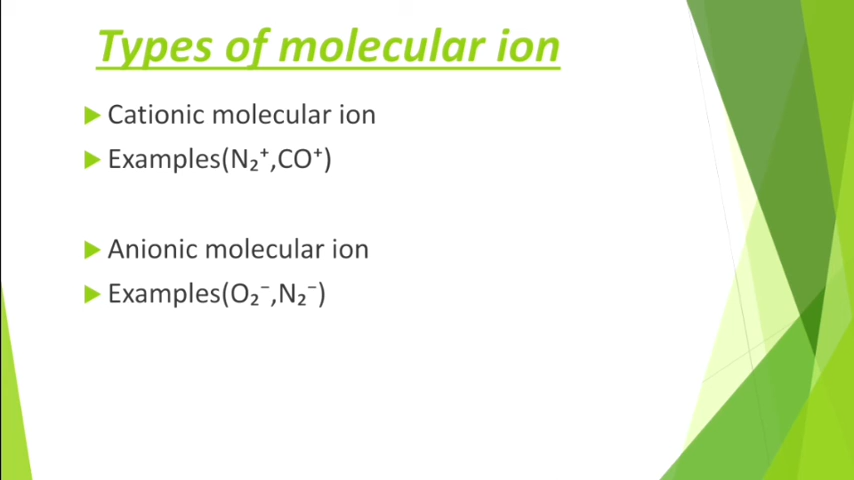 Types of molecular ion
Cationic molecular ion
Examples(N₂⁺,CO⁺)
Anionic molecular ion
Examples(O₂⁻,N₂⁻)